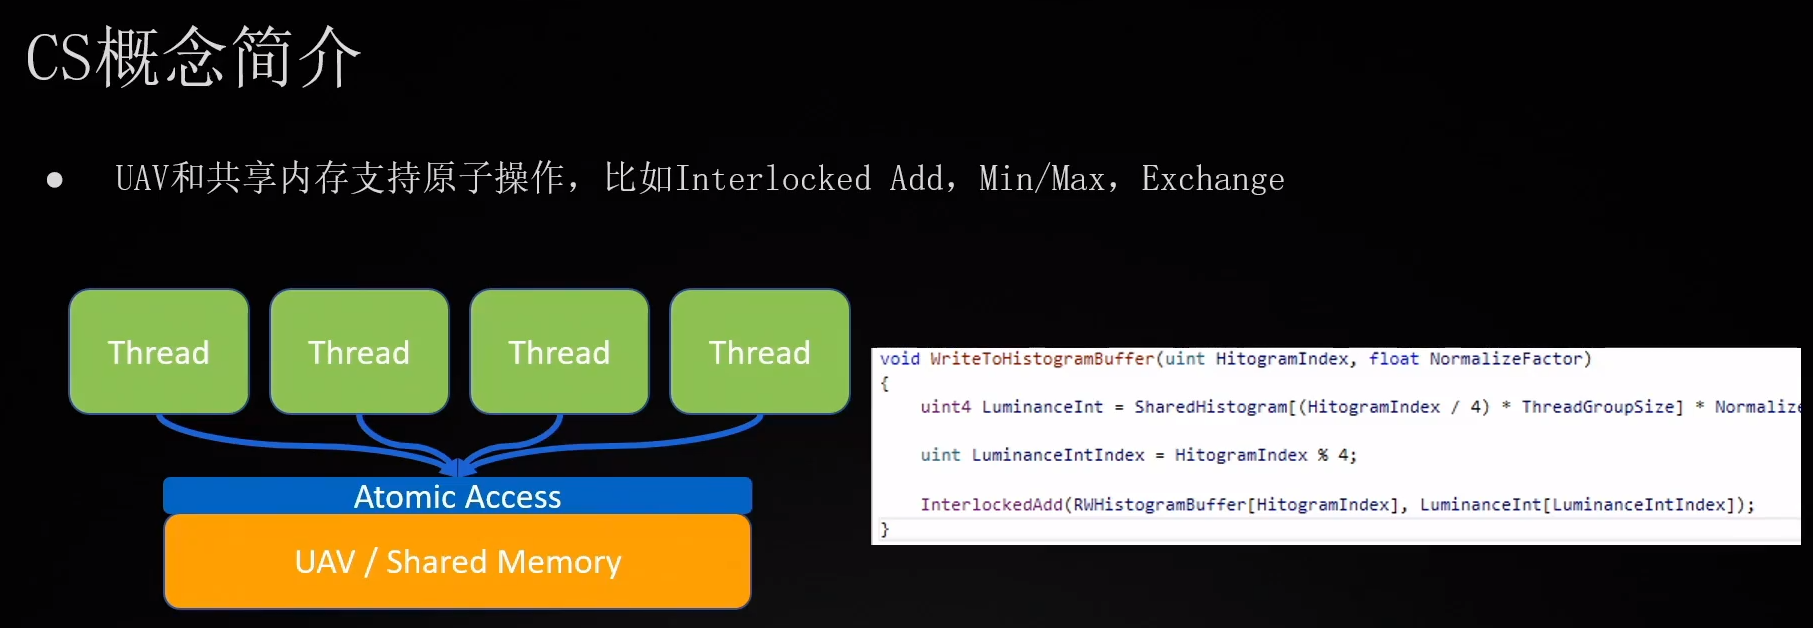 CS概念简介
● UAV和共享内存支持原子操作，比如Interlocked Add，Min/Max，Exchange
Thread
Thread
Thread
Thread
Atomic Access
UAV / Shared Memory
void WriteToHistogramBuffer(uint HitogramIndex, float NormalizeFactor)
{
uint4 LuminanceInt = SharedHistogram[(HitogramIndex / 4) * ThreadGroupSize] * Normalize
uint LuminanceIntIndex = HitogramIndex % 4;
InterlockedAdd(RWHistogramBuffer[HitogramIndex], LuminanceInt[LuminanceIntIndex]);
}